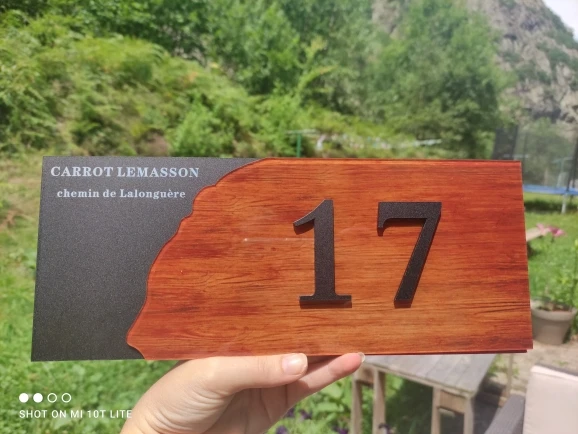 CARROT LEMASSON
chemin de Lalonguère
17
SHOT ON MI 10T LITE